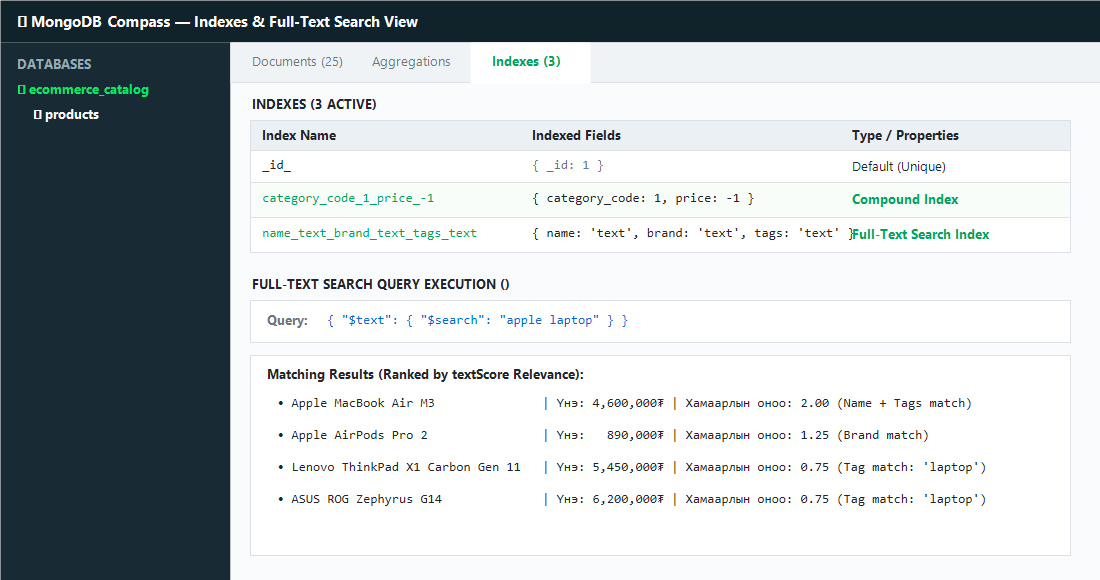 MongoDB Compass — Indexes & Full-Text Search View
DATABASES
ecommerce_catalog
products
Documents (25) Aggregations Indexes (3)
INDEXES (3 ACTIVE)
Index Name Indexed Fields Type / Properties
_id_ { _id: 1 } Default (Unique)
category_code_1_price_-1 { category_code: 1, price: -1 } Compound Index
name_text_brand_text_tags_text { name: 'text', brand: 'text', tags: 'text' } Full-Text Search Index
FULL-TEXT SEARCH QUERY EXECUTION ()
Query: { "$text": { "$search": "apple laptop" } }
Matching Results (Ranked by textScore Relevance):
• Apple MacBook Air M3 | Үнэ: 4,600,000₮ | Хамаарлын оноо: 2.00 (Name + Tags match)
• Apple AirPods Pro 2 | Үнэ: 890,000₮ | Хамаарлын оноо: 1.25 (Brand match)
• Lenovo ThinkPad X1 Carbon Gen 11 | Үнэ: 5,450,000₮ | Хамаарлын оноо: 0.75 (Tag match: 'laptop')
• ASUS ROG Zephyrus G14 | Үнэ: 6,200,000₮ | Хамаарлын оноо: 0.75 (Tag match: 'laptop')